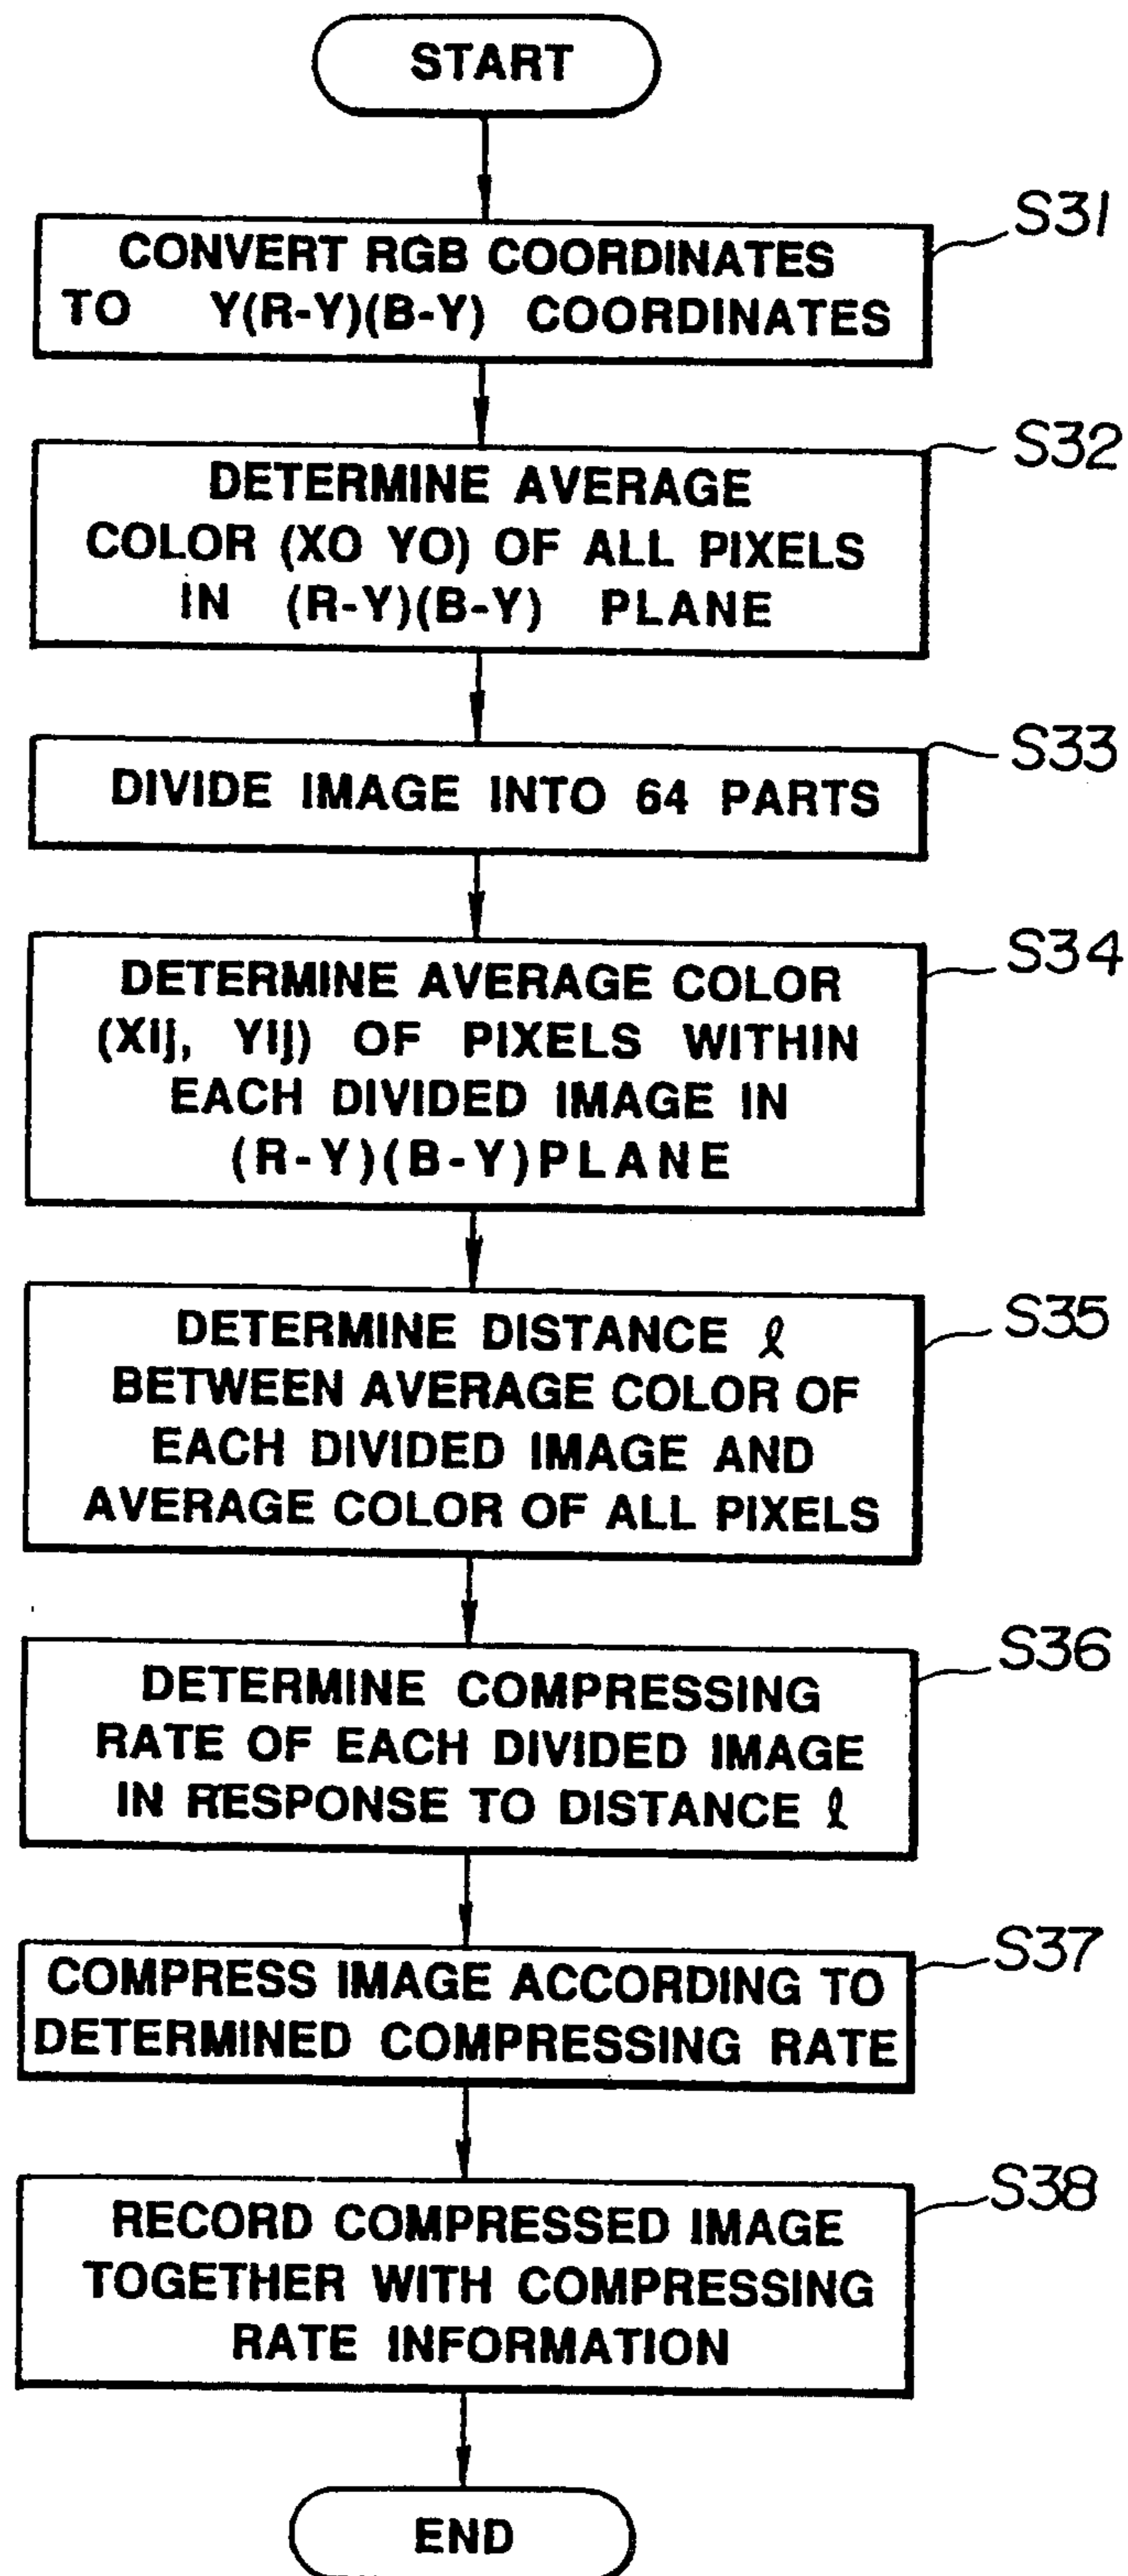 START
S31
CONVERT RGB COORDINATES
TO Y(R-Y)(B-Y) COORDINATES
S32
DETERMINE AVERAGE
COLOR (XO YO) OF ALL PIXELS
IN (R-Y)(B-Y) PLANE
S33
DIVIDE IMAGE INTO 64 PARTS
S34
DETERMINE AVERAGE COLOR
(XIj, YIj) OF PIXELS WITHIN
EACH DIVIDED IMAGE IN
(R-Y)(B-Y)PLANE
S35
DETERMINE DISTANCE ℓ
BETWEEN AVERAGE COLOR OF
EACH DIVIDED IMAGE AND
AVERAGE COLOR OF ALL PIXELS
S36
DETERMINE COMPRESSING
RATE OF EACH DIVIDED IMAGE
IN RESPONSE TO DISTANCE ℓ
S37
COMPRESS IMAGE ACCORDING TO
DETERMINED COMPRESSING RATE
S38
RECORD COMPRESSED IMAGE
TOGETHER WITH COMPRESSING
RATE INFORMATION
END